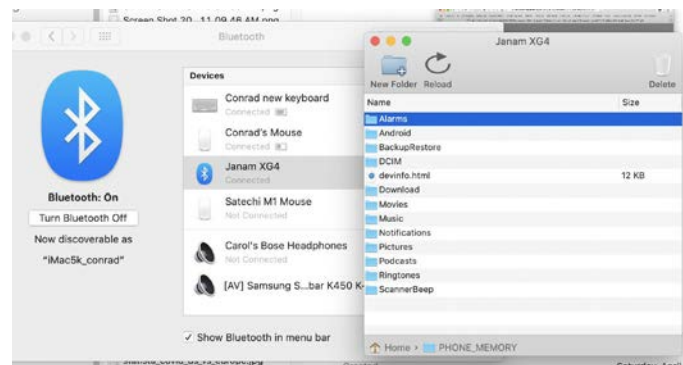 Screen Shot 20...11.09.46 AM.png
Bluetooth
Bluetooth: On
Turn Bluetooth Off
Now discoverable as
"iMac5k_conrad"
Devices
Conrad new keyboard
Connected
Conrad's Mouse
Connected
Janam XG4
Connected
Satechi M1 Mouse
Not Connected
Carol's Bose Headphones
Not Connected
[AV] Samsung S...bar K450 K-
Show Bluetooth in menu bar
Janam XG4
New Folder Reload Delete
Name Size
Alarms
Android
BackupRestore
DCIM
devinfo.html 12 KB
Download
Movies
Music
Notifications
Pictures
Podcasts
Ringtones
ScannerBeep
Home › PHONE_MEMORY